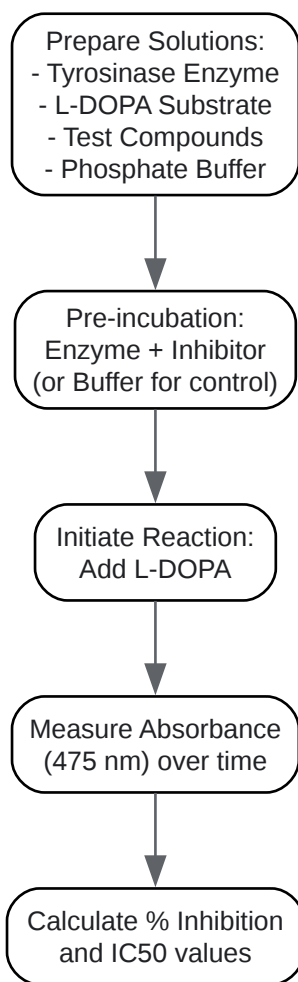 Prepare Solutions:
- Tyrosinase Enzyme
- L-DOPA Substrate
- Test Compounds
- Phosphate Buffer
Pre-incubation:
Enzyme + Inhibitor
(or Buffer for control)
Initiate Reaction:
Add L-DOPA
Measure Absorbance
(475 nm) over time
Calculate % Inhibition
and IC50 values